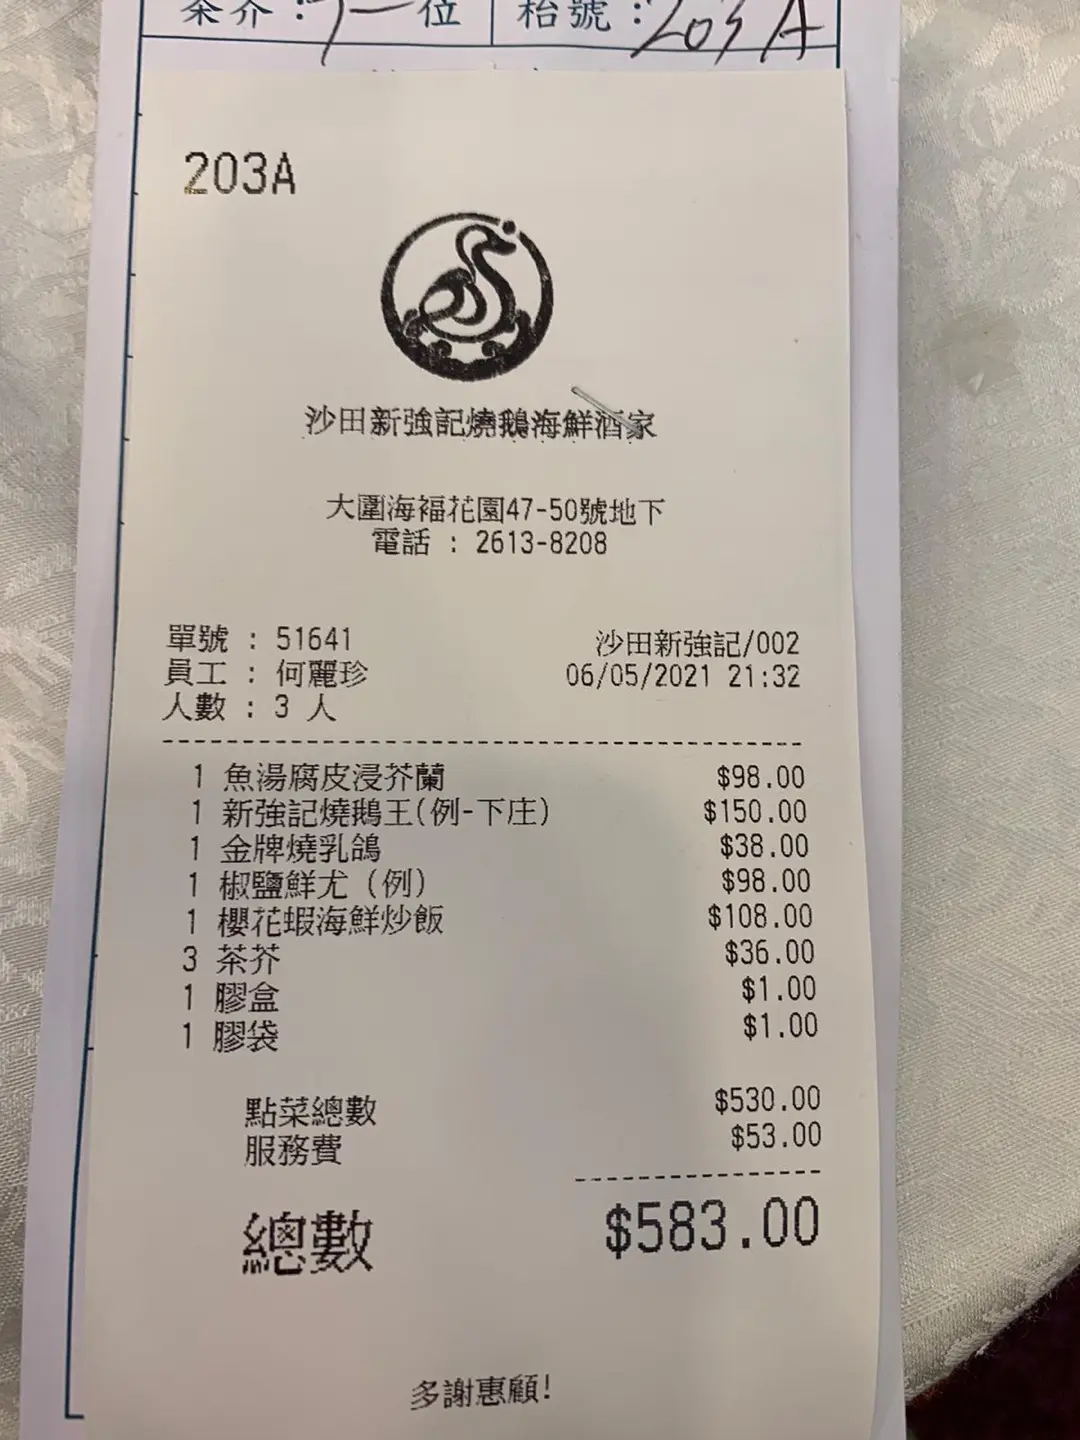 茶芥：
位
枱號：203A
203A
沙田新強記燒鵝海鮮酒家
大圍海福花園47-50號地下
電話 : 2613-8208
單號 : 51641 沙田新強記/002
員工 : 何麗珍 06/05/2021 21:32
人數 : 3 人
1 魚湯腐皮浸芥蘭 $98.00
1 新強記燒鵝王(例-下庄) $150.00
1 金牌燒乳鴿 $38.00
1 椒鹽鮮尤 (例) $98.00
1 櫻花蝦海鮮炒飯 $108.00
3 茶芥 $36.00
1 膠盒 $1.00
1 膠袋 $1.00
點菜總數 $530.00
服務費 $53.00
總數 $583.00
多謝惠顧!